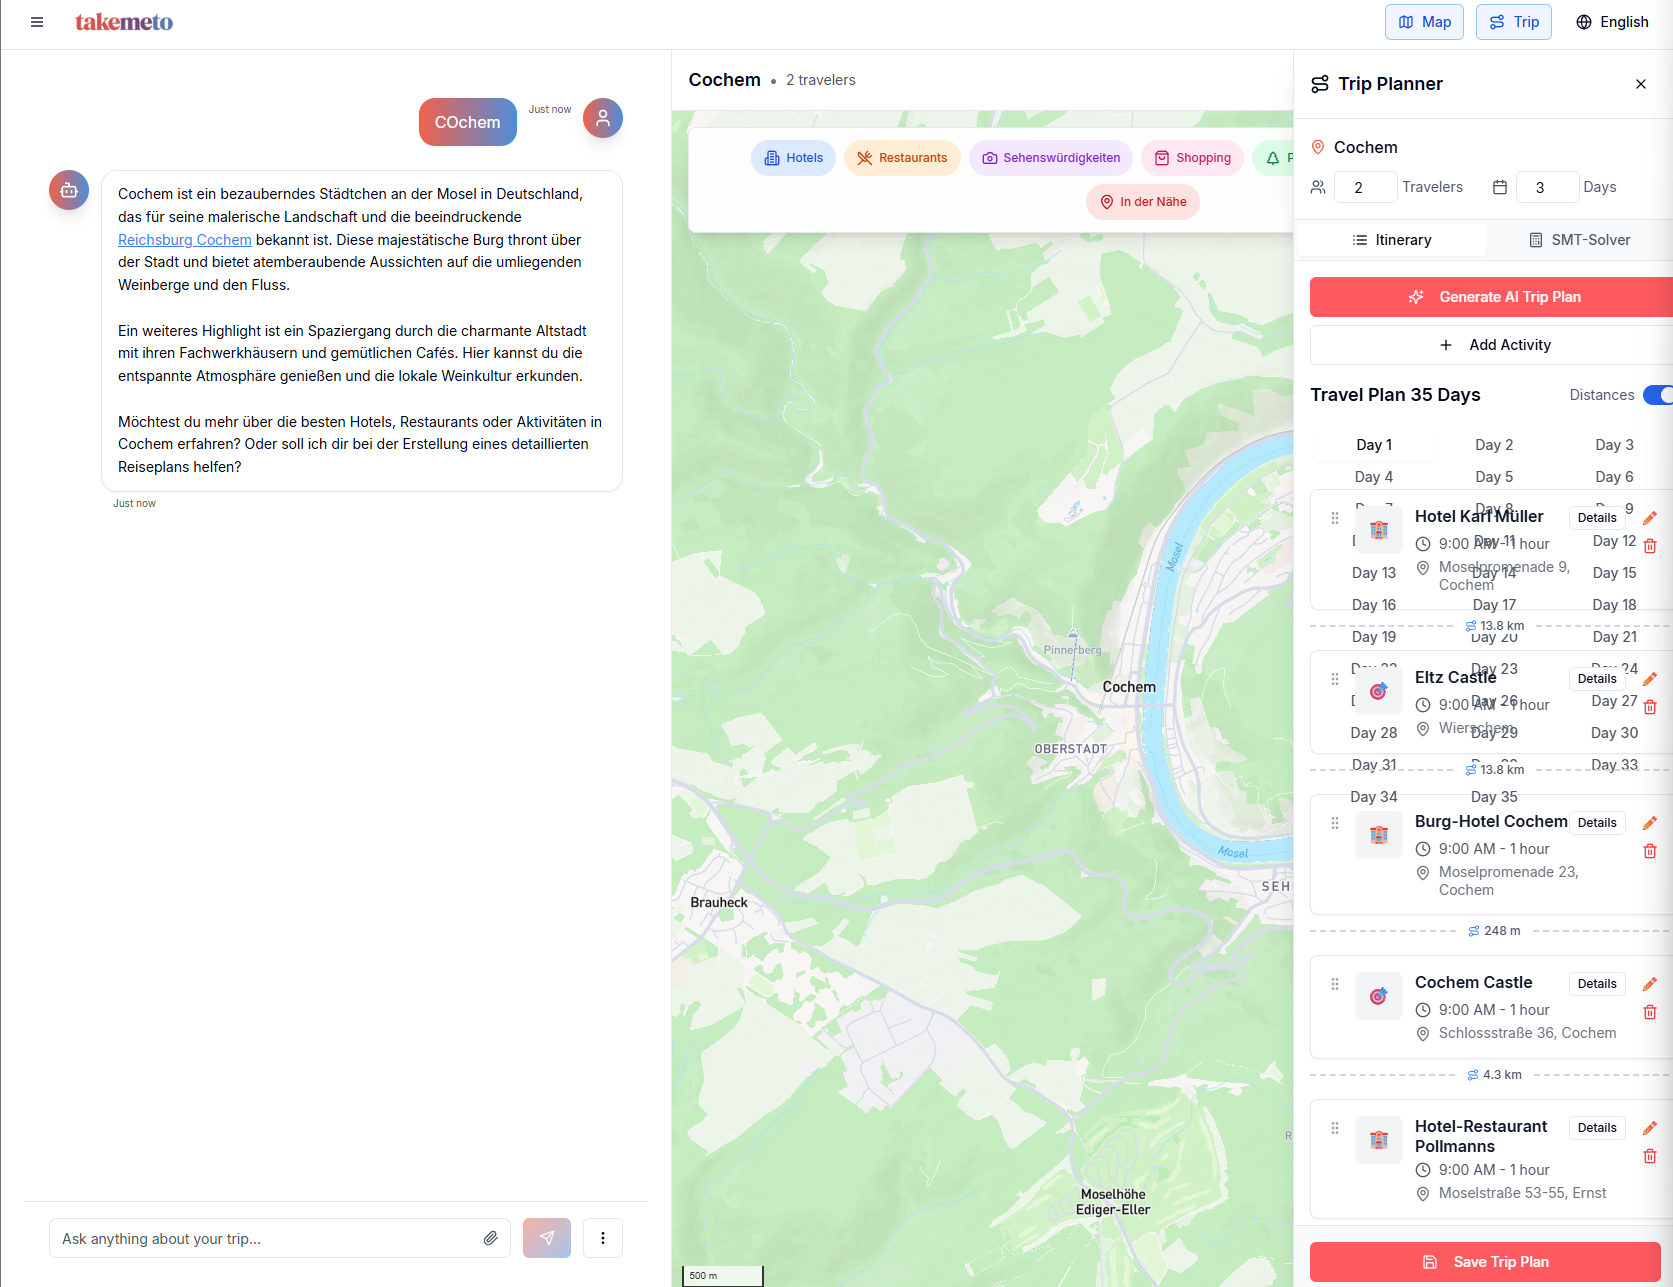 takemeto
Map
Trip
English
COchem
Just now
Cochem ist ein bezauberndes Städtchen an der Mosel in Deutschland,
das für seine malerische Landschaft und die beeindruckende
Reichsburg Cochem bekannt ist. Diese majestätische Burg thront über
der Stadt und bietet atemberaubende Aussichten auf die umliegenden
Weinberge und den Fluss.
Ein weiteres Highlight ist ein Spaziergang durch die charmante Altstadt
mit ihren Fachwerkhäusern und gemütlichen Cafés. Hier kannst du die
entspannte Atmosphäre genießen und die lokale Weinkultur erkunden.
Möchtest du mehr über die besten Hotels, Restaurants oder Aktivitäten in
Cochem erfahren? Oder soll ich dir bei der Erstellung eines detaillierten
Reiseplans helfen?
Just now
Ask anything about your trip...
Cochem • 2 travelers
Hotels
Restaurants
Sehenswürdigkeiten
Shopping
In der Nähe
Mosel
Pinnerberg
Cochem
OBERSTADT
Mosel
SEH
Brauheck
Moselhöhe
Ediger-Eller
500 m
Trip Planner
Cochem
2 Travelers
3 Days
Itinerary
SMT-Solver
Generate AI Trip Plan
Add Activity
Travel Plan 35 Days
Distances
Day 1 Day 2 Day 3
Day 4 Day 5 Day 6
Day 8
Day 11 Day 12
Day 13 Day 14 Day 15
Day 16 Day 17 Day 18
Day 19 Day 20 Day 21
Day 22 Day 23 Day 24
Day 26 Day 27
Day 28 Day 29 Day 30
Day 31 Day 33
Day 34 Day 35
Hotel Karl Müller
Details
9:00 AM - 1 hour
Moselpromenade 9,
Cochem
13.8 km
Eltz Castle
Details
9:00 AM - 1 hour
Wierschem
13.8 km
Burg-Hotel Cochem
Details
9:00 AM - 1 hour
Moselpromenade 23,
Cochem
248 m
Cochem Castle
Details
9:00 AM - 1 hour
Schlossstraße 36, Cochem
4.3 km
Hotel-Restaurant
Pollmanns
Details
9:00 AM - 1 hour
Moselstraße 53-55, Ernst
Save Trip Plan